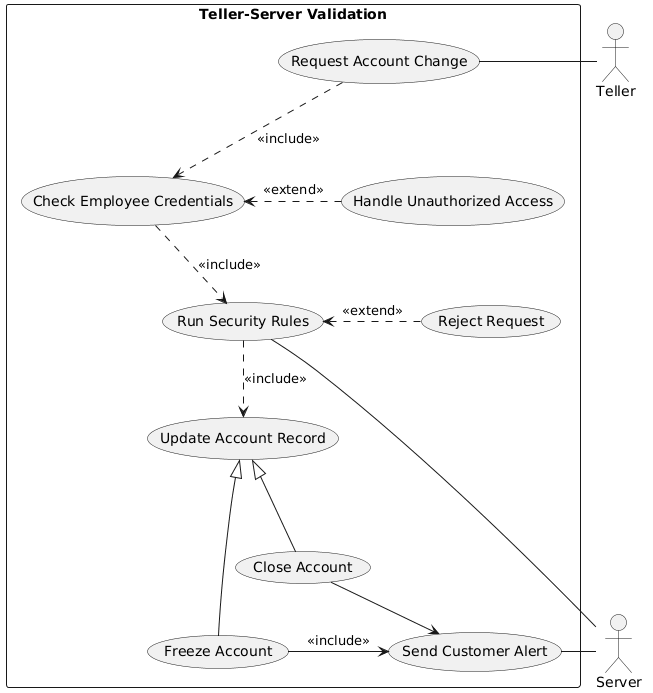 Teller-Server Validation
Request Account Change
Teller
«include»
Check Employee Credentials
«extend»
Handle Unauthorized Access
«include»
Run Security Rules
«extend»
Reject Request
«include»
Update Account Record
Close Account
Freeze Account
«include»
Send Customer Alert
Server